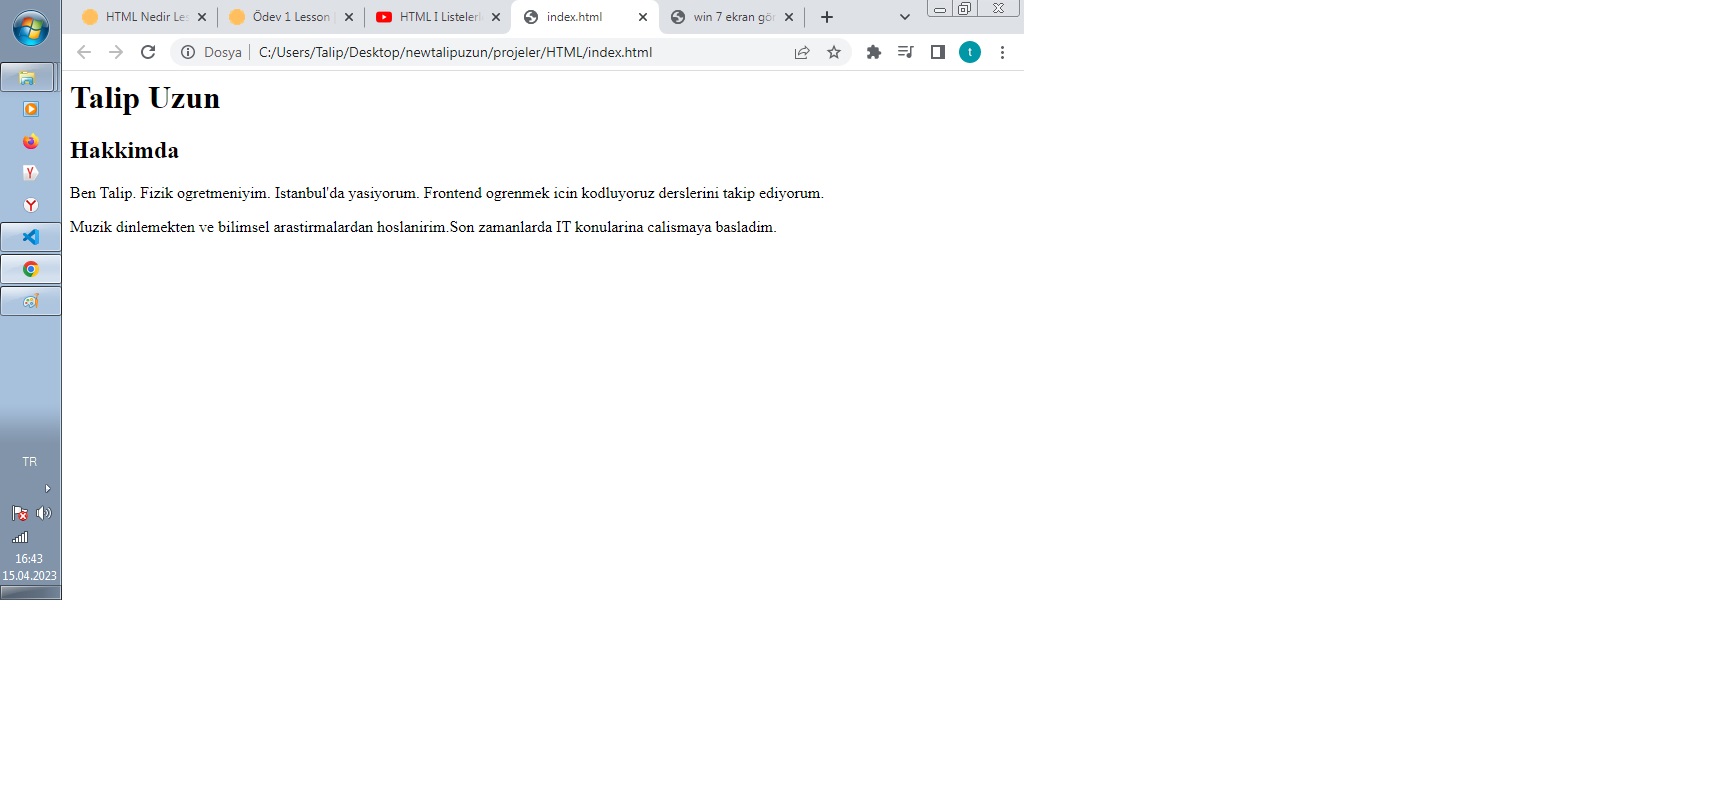 HTML Nedir Les
Ödev 1 Lesson
HTML I Listelerl
index.html
win 7 ekran gör
Dosya
C:/Users/Talip/Desktop/newtalipuzun/projeler/HTML/index.html
t
Talip Uzun
Hakkimda
Ben Talip. Fizik ogretmeniyim. Istanbul'da yasiyorum. Frontend ogrenmek icin kodluyoruz derslerini takip ediyorum.
Muzik dinlemekten ve bilimsel arastirmalardan hoslanirim.Son zamanlarda IT konularina calismaya basladim.
TR
16:43
15.04.2023